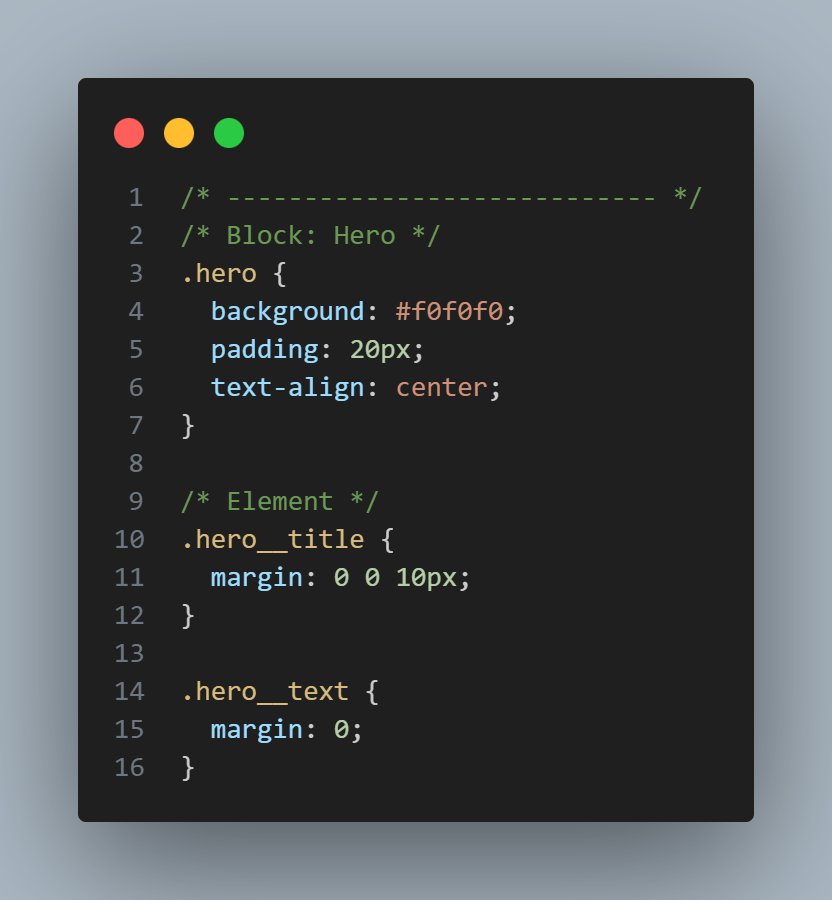 1 /* ---------------------------- */
2 /* Block: Hero */
3 .hero {
4   background: #f0f0f0;
5   padding: 20px;
6   text-align: center;
7 }
8
9 /* Element */
10 .hero__title {
11   margin: 0 0 10px;
12 }
13
14 .hero__text {
15   margin: 0;
16 }